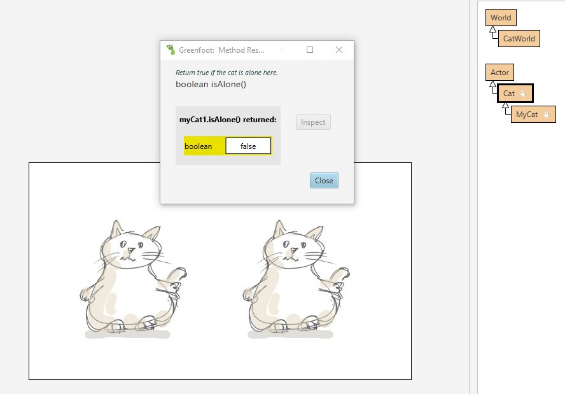 Greenfoot: Method Res...
Return true if the cat is alone here.
boolean isAlone()
myCat1.isAlone() returned:
Inspect
boolean false
Close
World
CatWorld
Actor
Cat
MyCat